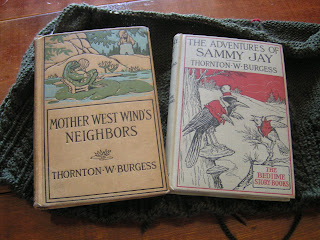 MOTHER WEST WIND'S
NEIGHBORS
THORNTON·W·BURGESS
THE ADVENTURES OF
SAMMY JAY
THORNTON·W·BURGESS
THE
BEDTIME
STORY-BOOKS